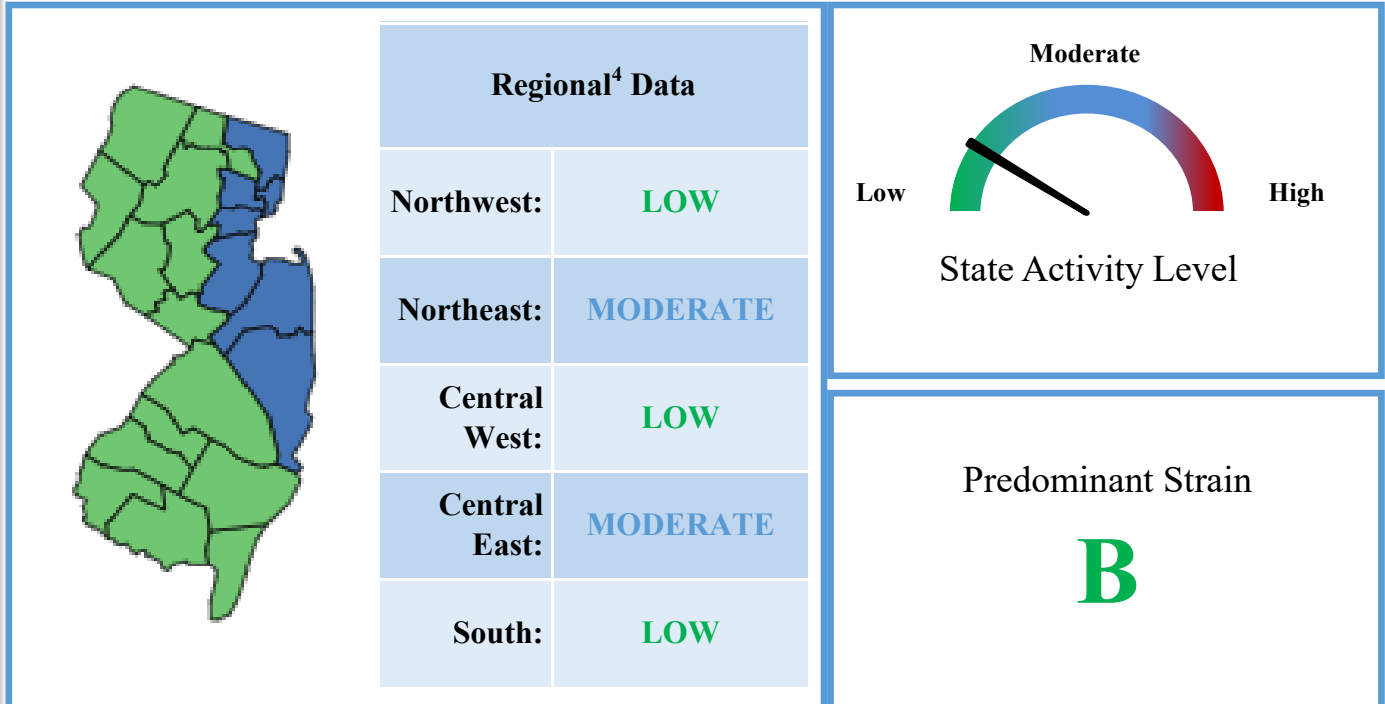 Regional⁴ Data
Northwest: LOW
Northeast: MODERATE
Central
West: LOW
Central
East: MODERATE
South: LOW
Moderate
Low
High
State Activity Level
Predominant Strain
B